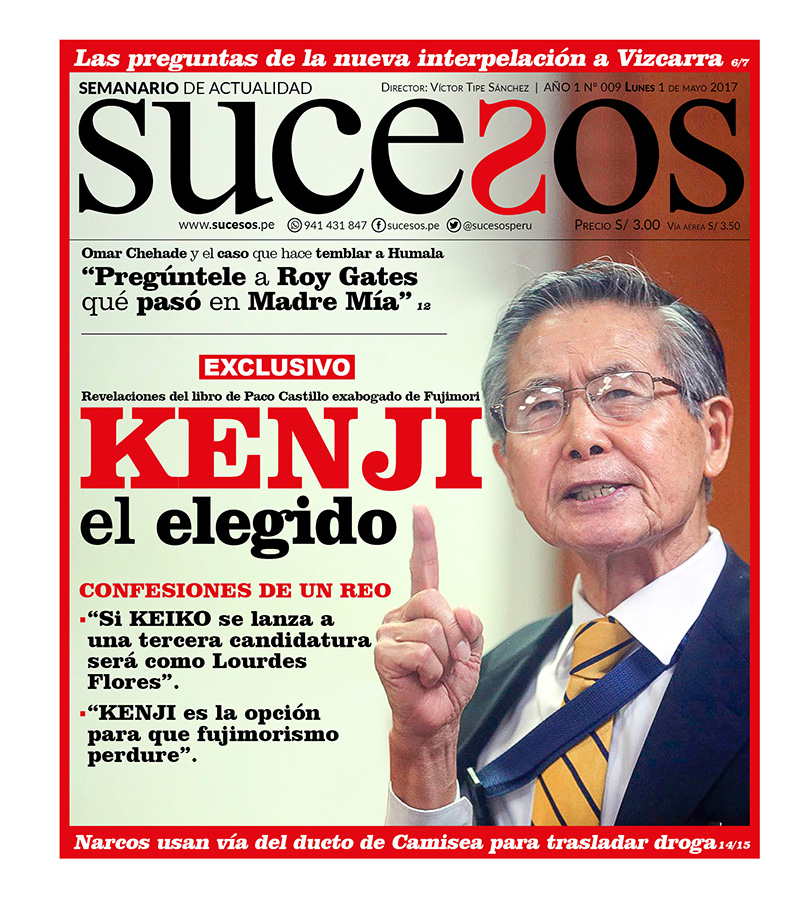 Las preguntas de la nueva interpelación a Vizcarra 6/7
SEMANARIO DE ACTUALIDAD
DIRECTOR: VÍCTOR TIPE SÁNCHEZ | AÑO 1 Nº 009 LUNES 1 DE MAYO 2017
sucesos
www.sucesos.pe 941 431 847 sucesos.pe @sucesosperu PRECIO S/ 3.00 VÍA AÉREA S/ 3.50
Omar Chehade y el caso que hace temblar a Humala
“Pregúntele a Roy Gates
qué pasó en Madre Mía” 12
EXCLUSIVO
Revelaciones del libro de Paco Castillo exabogado de Fujimori
KENJI
el elegido
CONFESIONES DE UN REO
▪“Si KEIKO se lanza a
una tercera candidatura
será como Lourdes
Flores”.
▪“KENJI es la opción
para que fujimorismo
perdure”.
Narcos usan vía del ducto de Camisea para trasladar droga 14/15